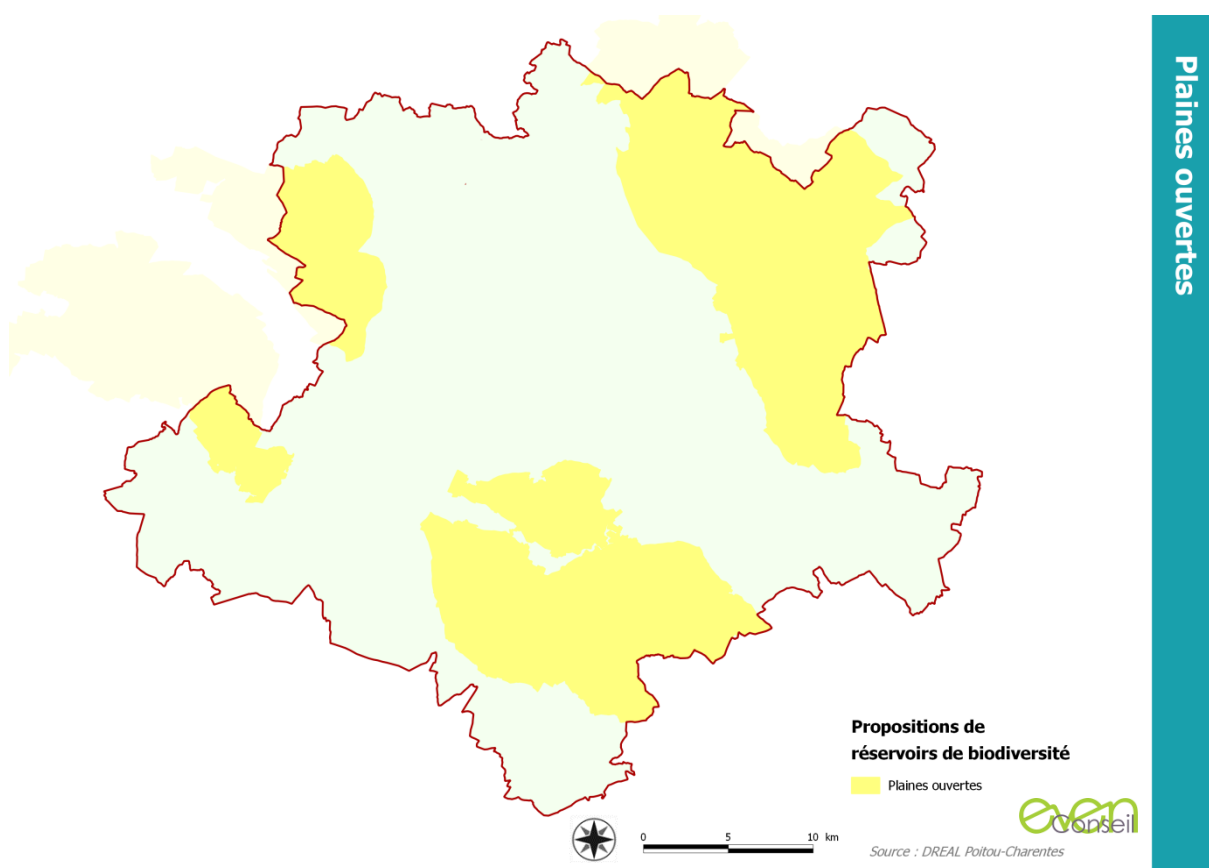 Plaines ouvertes
Propositions de
réservoirs de biodiversité
Plaines ouvertes
even
Conseil
0 5 10 km
Source : DREAL Poitou-Charentes